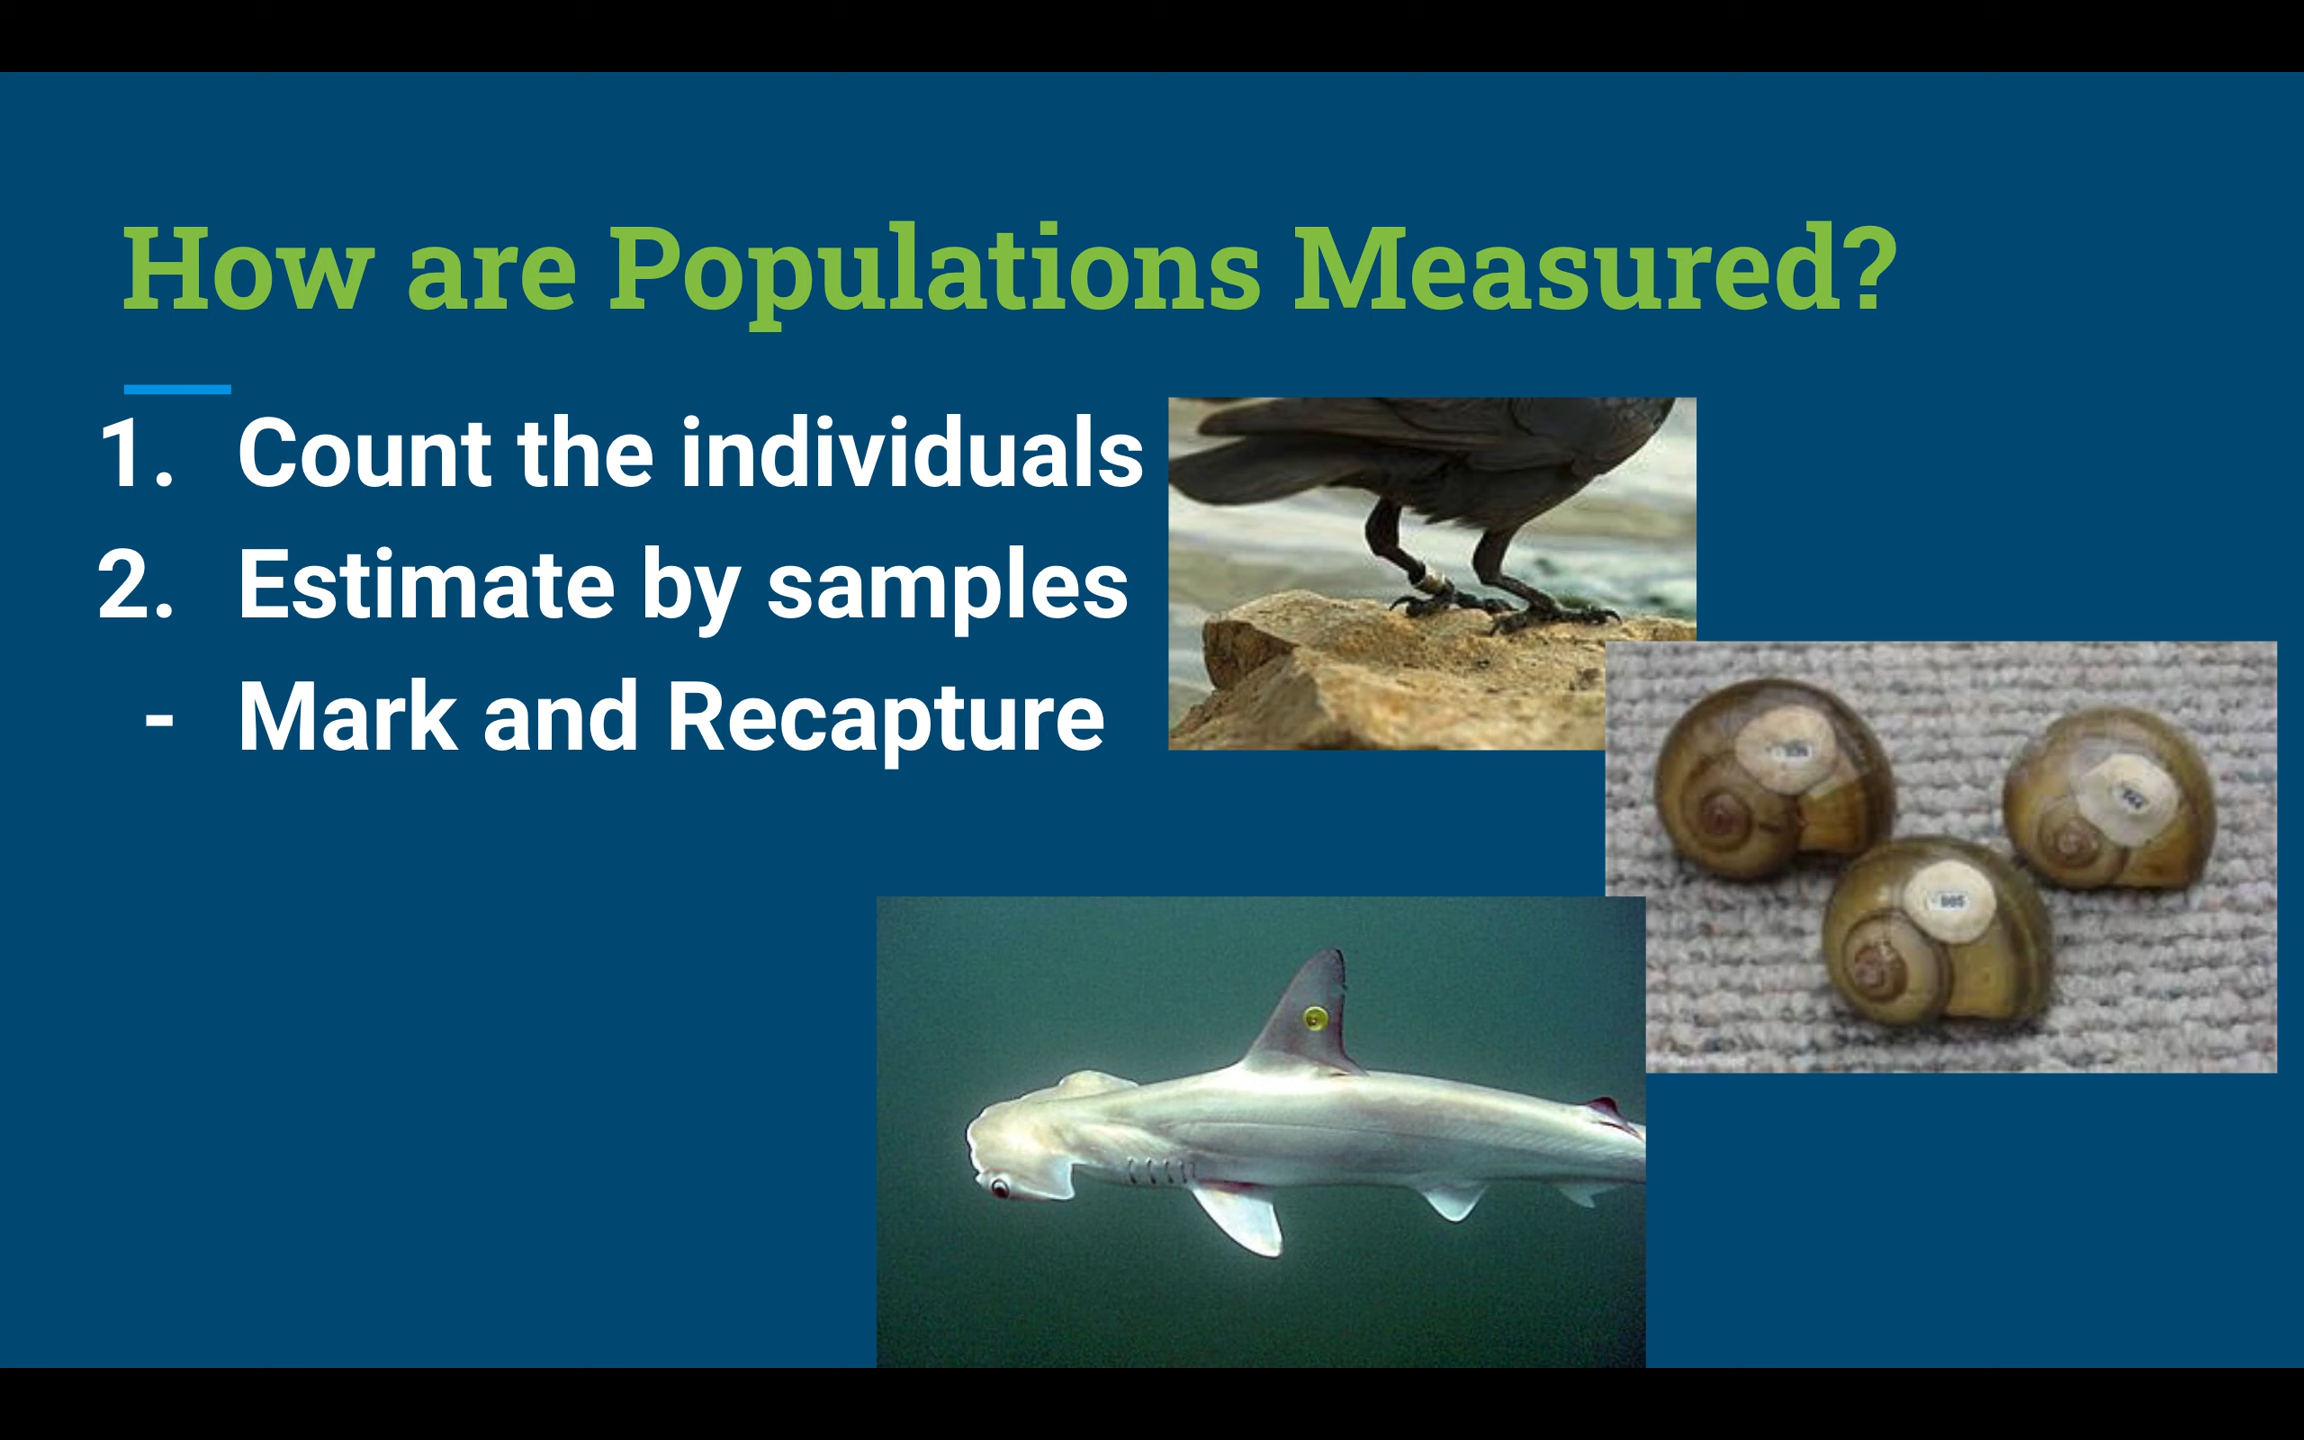 How are Populations Measured?
1. Count the individuals
2. Estimate by samples
- Mark and Recapture